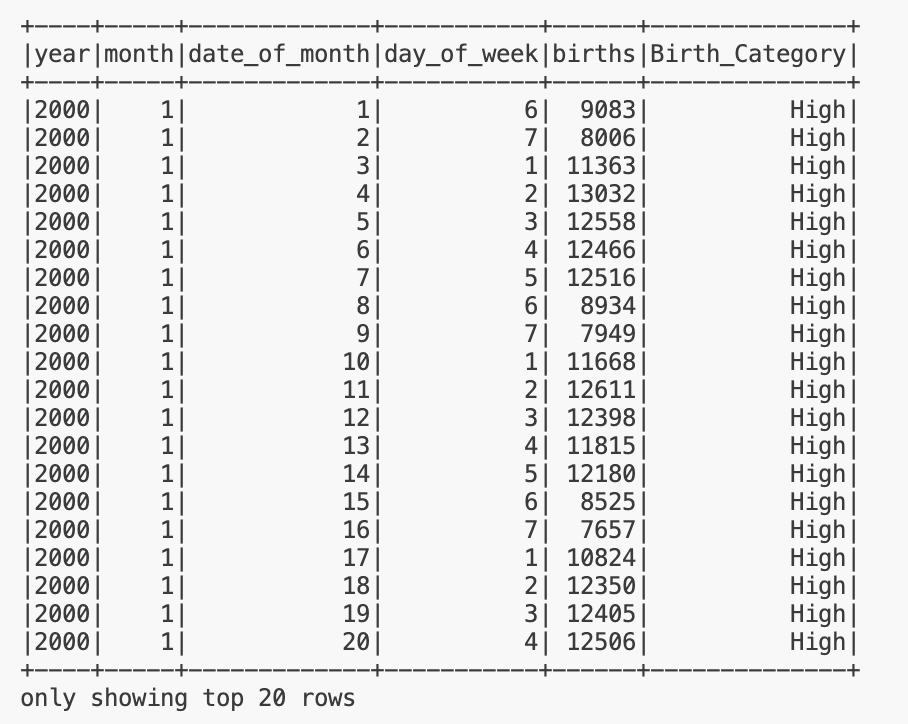 +----+-----+-------------+-----------+------+--------------+
|year|month|date_of_month|day_of_week|births|Birth_Category|
+----+-----+-------------+-----------+------+--------------+
|2000|    1|            1|          6|  9083|          High|
|2000|    1|            2|          7|  8006|          High|
|2000|    1|            3|          1| 11363|          High|
|2000|    1|            4|          2| 13032|          High|
|2000|    1|            5|          3| 12558|          High|
|2000|    1|            6|          4| 12466|          High|
|2000|    1|            7|          5| 12516|          High|
|2000|    1|            8|          6|  8934|          High|
|2000|    1|            9|          7|  7949|          High|
|2000|    1|           10|          1| 11668|          High|
|2000|    1|           11|          2| 12611|          High|
|2000|    1|           12|          3| 12398|          High|
|2000|    1|           13|          4| 11815|          High|
|2000|    1|           14|          5| 12180|          High|
|2000|    1|           15|          6|  8525|          High|
|2000|    1|           16|          7|  7657|          High|
|2000|    1|           17|          1| 10824|          High|
|2000|    1|           18|          2| 12350|          High|
|2000|    1|           19|          3| 12405|          High|
|2000|    1|           20|          4| 12506|          High|
+----+-----+-------------+-----------+------+--------------+
only showing top 20 rows